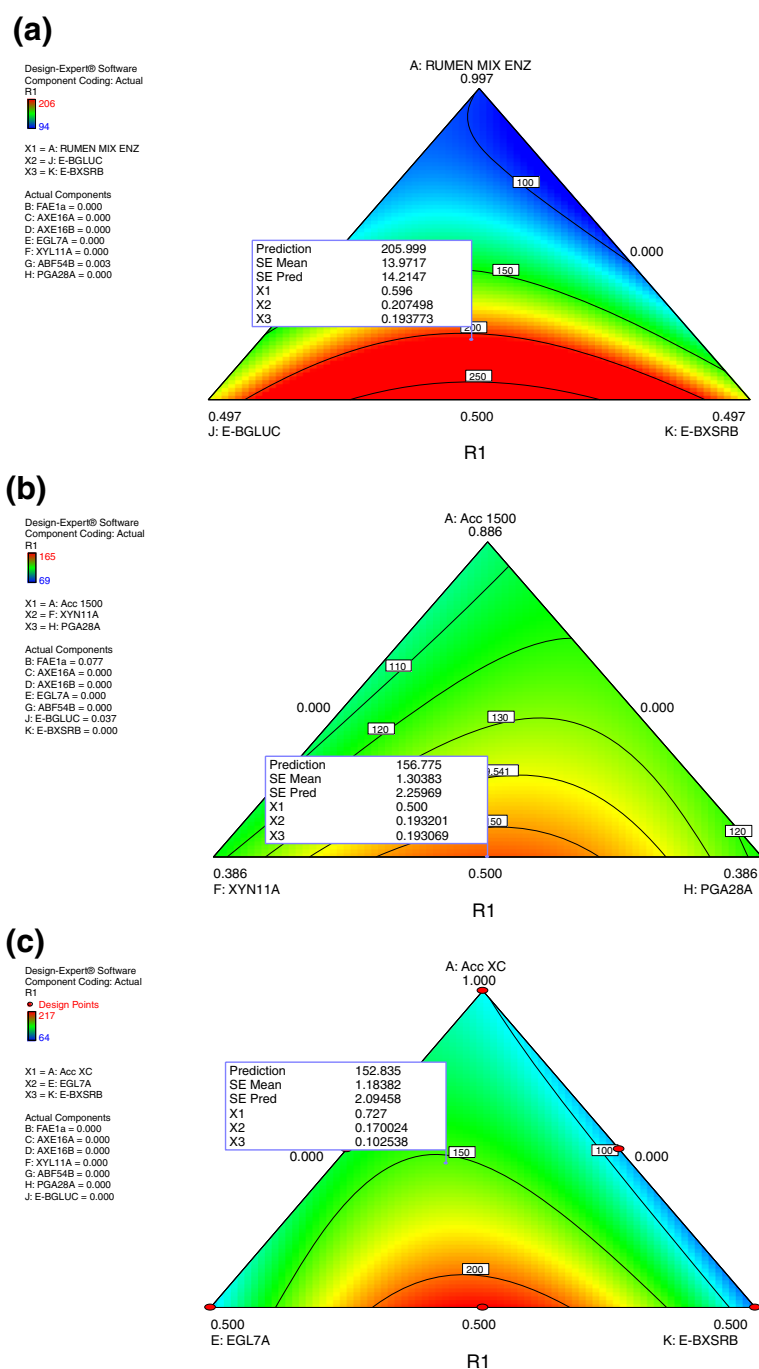 (a)
Design-Expert® Software
Component Coding: Actual
R1
206
94
X1 = A: RUMEN MIX ENZ
X2 = J: E-BGLUC
X3 = K: E-BXSRB
Actual Components
B: FAE1a = 0.000
C: AXE16A = 0.000
D: AXE16B = 0.000
E: EGL7A = 0.000
F: XYL11A = 0.000
G: ABF54B = 0.003
H: PGA28A = 0.000
A: RUMEN MIX ENZ
0.997
100
0.000
150
Prediction 205.999
SE Mean 13.9717
SE Pred 14.2147
X1 0.596
X2 0.207498
X3 0.193773
200
250
0.497 0.500 0.497
J: E-BGLUC K: E-BXSRB
R1
(b)
Design-Expert® Software
Component Coding: Actual
R1
165
69
X1 = A: Acc 1500
X2 = F: XYN11A
X3 = H: PGA28A
Actual Components
B: FAE1a = 0.077
C: AXE16A = 0.000
D: AXE16B = 0.000
E: EGL7A = 0.000
G: ABF54B = 0.000
J: E-BGLUC = 0.037
K: E-BXSRB = 0.000
A: Acc 1500
0.886
110
0.000 0.000
120 130
Prediction 156.775
SE Mean 1.30383
SE Pred 2.25969
X1 0.500
X2 0.193201
X3 0.193069
.541
50
120
0.386 0.500 0.386
F: XYN11A H: PGA28A
R1
(c)
Design-Expert® Software
Component Coding: Actual
R1
Design Points
217
64
X1 = A: Acc XC
X2 = E: EGL7A
X3 = K: E-BXSRB
Actual Components
B: FAE1a = 0.000
C: AXE16A = 0.000
D: AXE16B = 0.000
F: XYL11A = 0.000
G: ABF54B = 0.000
H: PGA28A = 0.000
J: E-BGLUC = 0.000
A: Acc XC
1.000
Prediction 152.835
SE Mean 1.18382
SE Pred 2.09458
X1 0.727
X2 0.170024
X3 0.102538
0.000 150 100 0.000
200
0.500 0.500 0.500
E: EGL7A K: E-BXSRB
R1